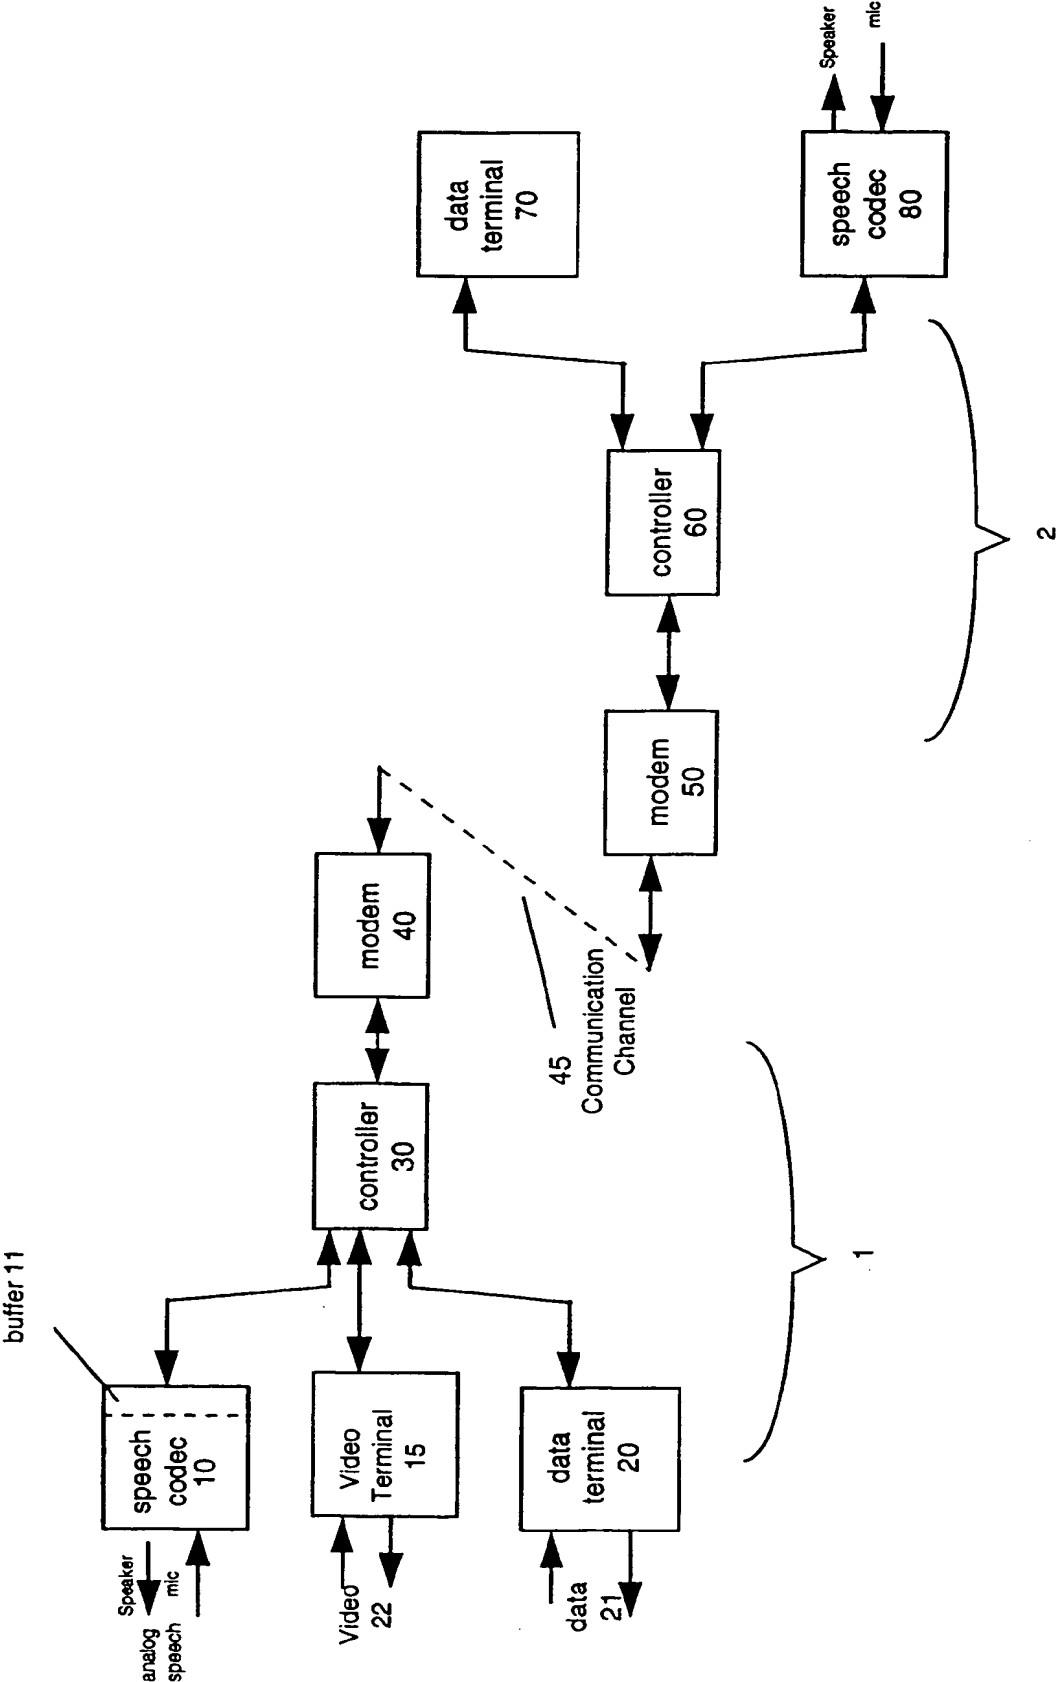 buffer 11
Speaker
analog
speech
mic
speech
codec
10
Video
22
Video
Terminal
15
data
21
data
terminal
20
controller
30
modem
40
45
Communication
Channel
1
modem
50
controller
60
data
terminal
70
speech
codec
80
Speaker
mic
2